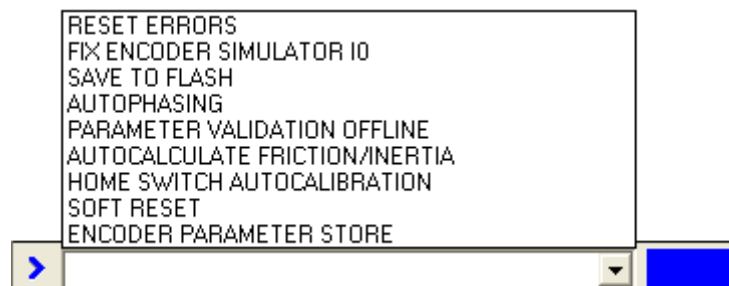 RESET ERRORS
FIX ENCODER SIMULATOR I0
SAVE TO FLASH
AUTOPHASING
PARAMETER VALIDATION OFFLINE
AUTOCALCULATE FRICTION/INERTIA
HOME SWITCH AUTOCALIBRATION
SOFT RESET
ENCODER PARAMETER STORE